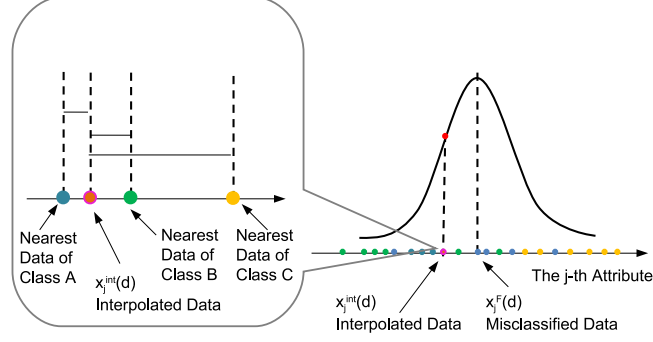 Nearest
Data of
Class A
x_j^int(d)
Interpolated Data
Nearest
Data of
Class B
Nearest
Data of
Class C
The j-th Attribute
x_j^int(d)
Interpolated Data
x_j^F(d)
Misclassified Data